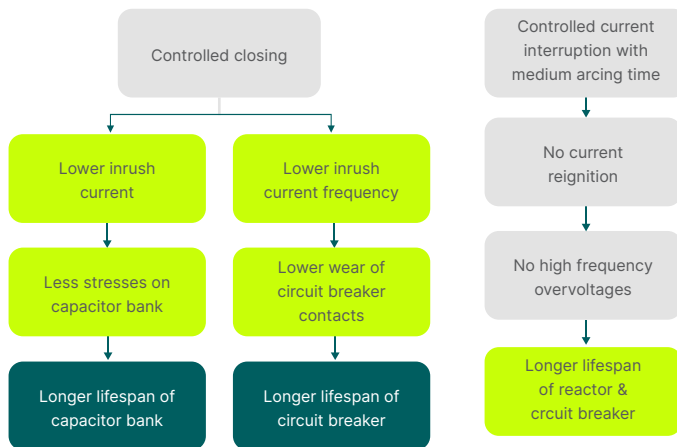 Controlled closing
Lower inrush
current
Lower inrush
current frequency
Less stresses on
capacitor bank
Lower wear of
circuit breaker
contacts
Longer lifespan of
capacitor bank
Longer lifespan of
circuit breaker
Controlled current
interruption with
medium arcing time
No current
reignition
No high frequency
overvoltages
Longer lifespan
of reactor &
crcuit breaker